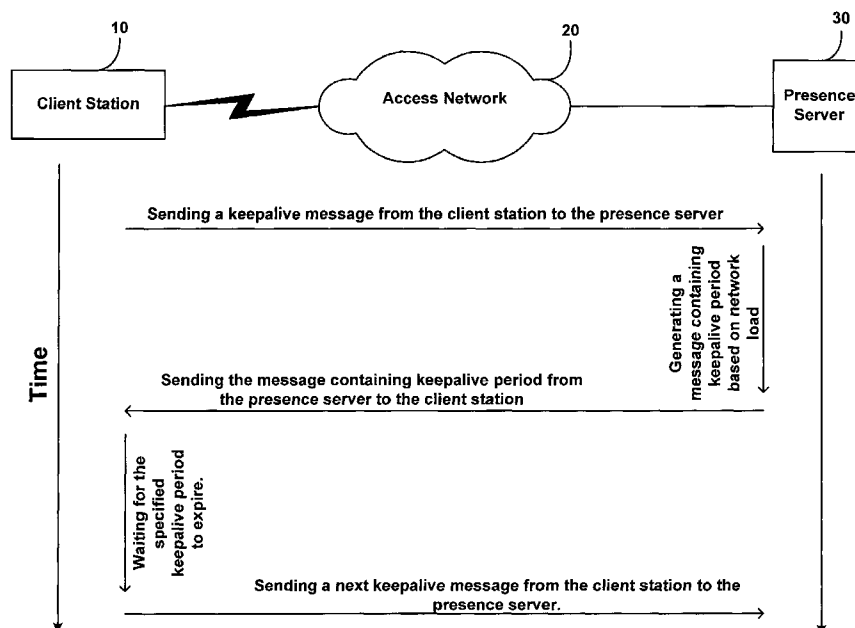 10
20
30
Client Station
Access Network
Presence
Server
Sending a keepalive message from the client station to the presence server
Generating a
message containing
keepalive period
based on network
load
Time
Sending the message containing keepalive period from
the presence server to the client station
Waiting for the
specified
keepalive period
to expire.
Sending a next keepalive message from the client station to the
presence server.